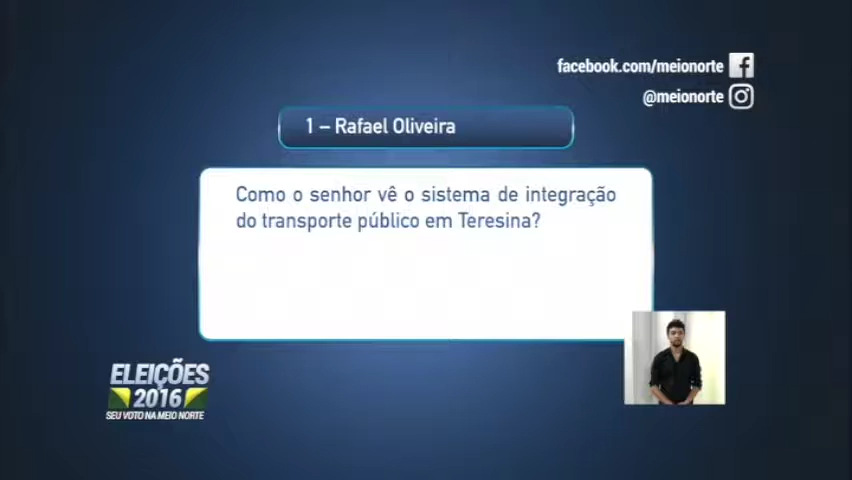 facebook.com/meionorte
@meionorte
1 – Rafael Oliveira
Como o senhor vê o sistema de integração
do transporte público em Teresina?
ELEIÇÕES
2016
SEU VOTO NA MEIO NORTE